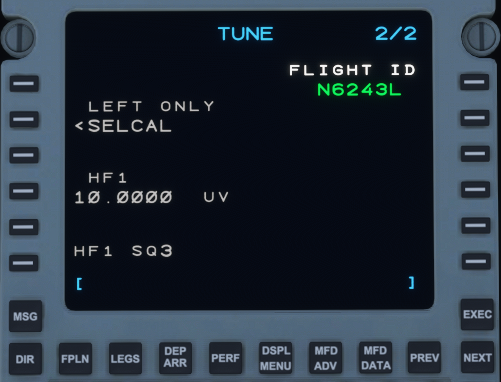 TUNE 2/2
FLIGHT ID
N6243L
LEFT ONLY
<SELCAL
HF1
10.0000 UV
HF1 SQ3
[ ]
MSG EXEC
DIR FPLN LEGS DEP ARR PERF DSPL MENU MFD ADV MFD DATA PREV NEXT